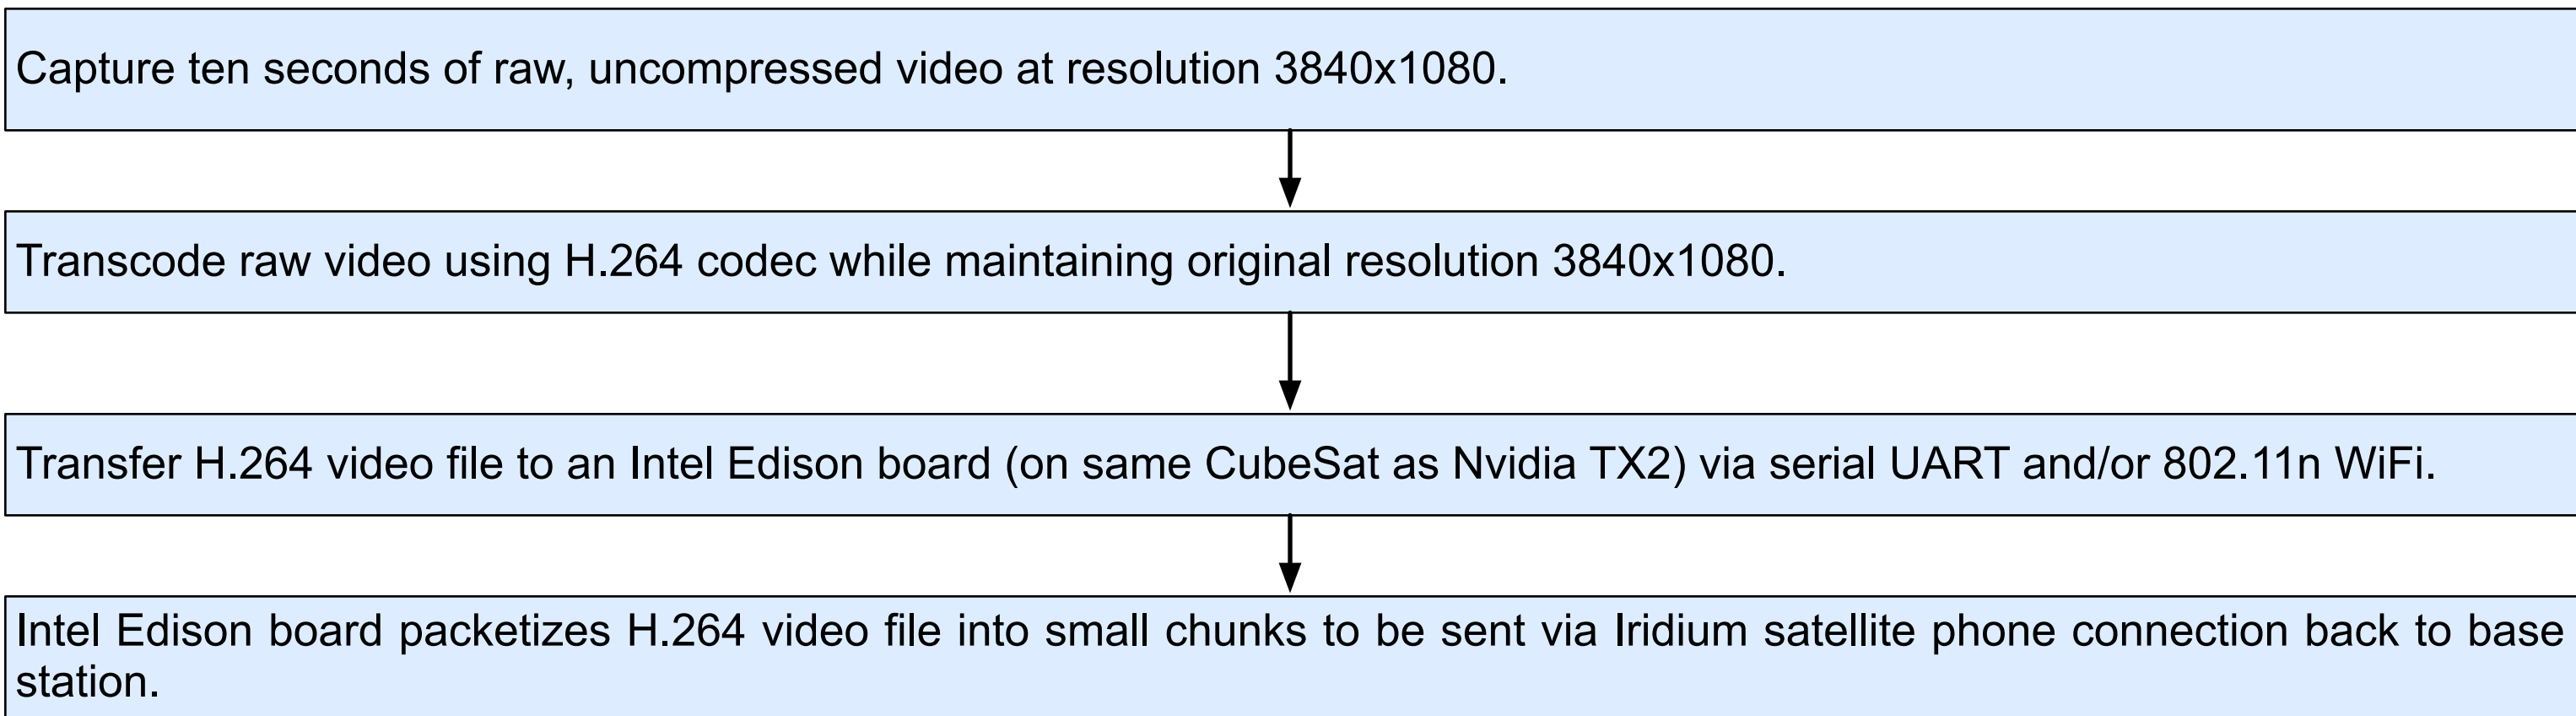 Capture ten seconds of raw, uncompressed video at resolution 3840x1080.
Transcode raw video using H.264 codec while maintaining original resolution 3840x1080.
Transfer H.264 video file to an Intel Edison board (on same CubeSat as Nvidia TX2) via serial UART and/or 802.11n WiFi.
Intel Edison board packetizes H.264 video file into small chunks to be sent via Iridium satellite phone connection back to base
station.